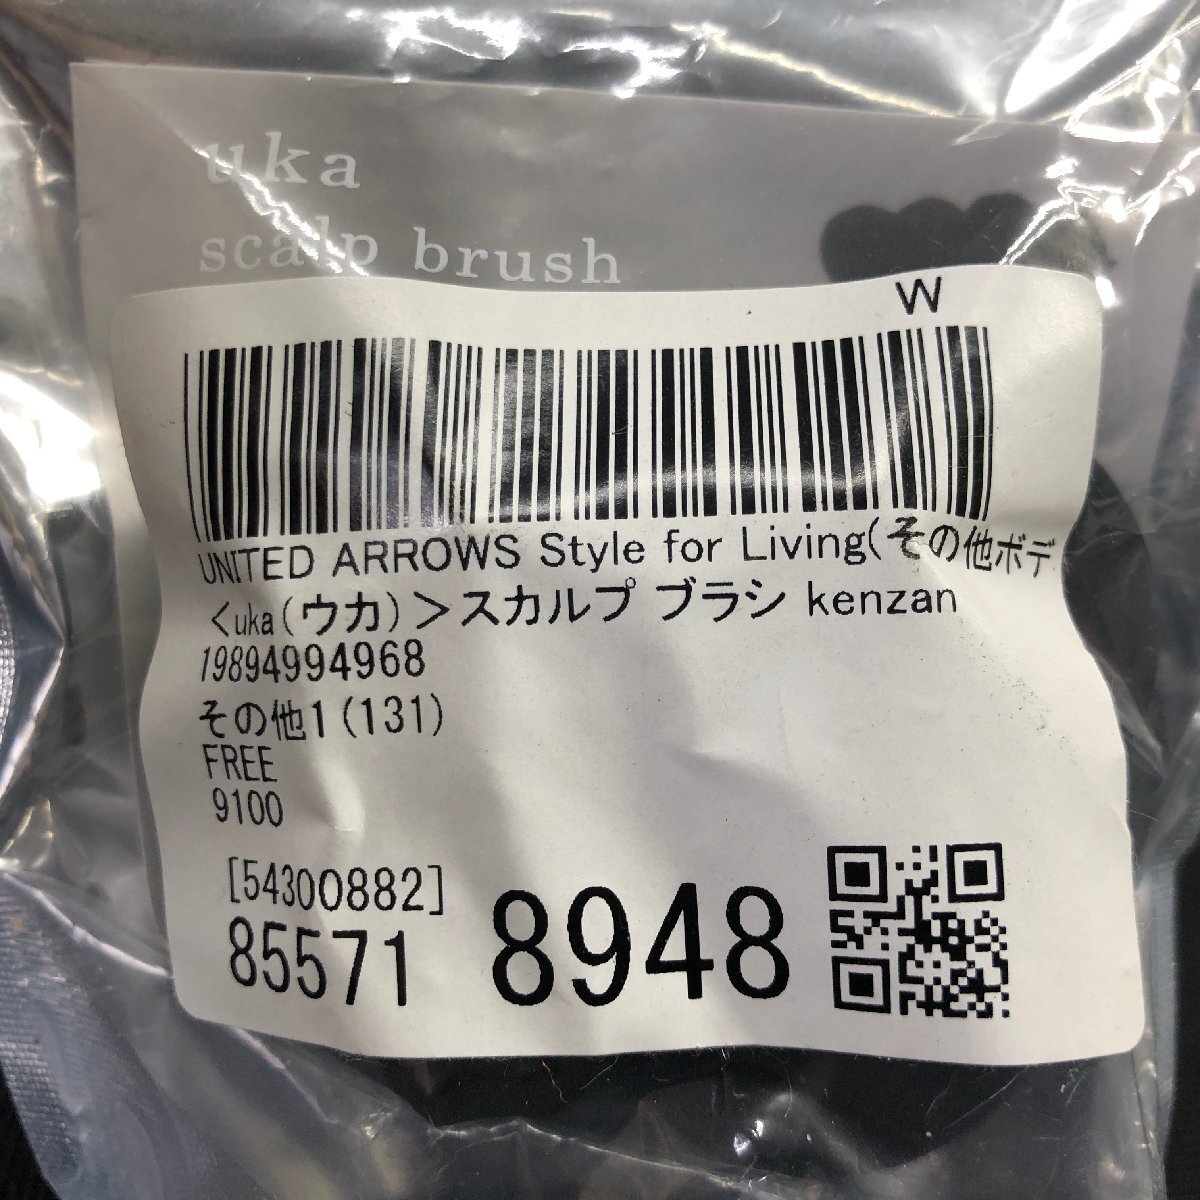 uka
scalp brush
W
UNITED ARROWS Style for Living(その他ボデ
<uka(ウカ)>スカルプ ブラシ kenzan
19894994968
その他1(131)
FREE
9100
[54300882]
85571 8948